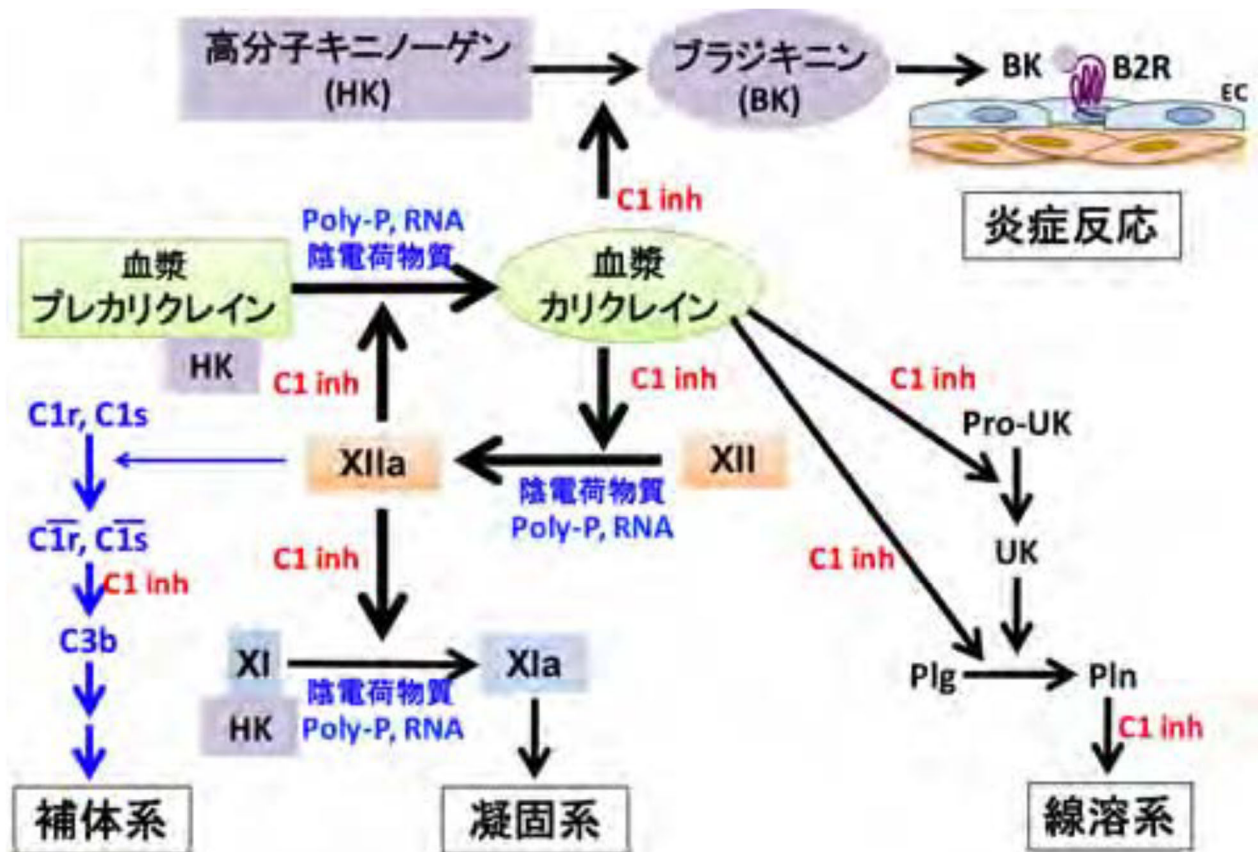 高分子キニノーゲン
(HK)
ブラジキニン
(BK)
BK
B2R
EC
C1 inh
炎症反応
Poly-P, RNA
陰電荷物質
血漿
プレカリクレイン
HK
血漿
カリクレイン
C1 inh
C1 inh
C1 inh
C1r, C1s
Pro-UK
XIIa
XII
陰電荷物質
Poly-P, RNA
C1̅r, C1̅s
C1 inh
C1 inh
C1 inh
UK
C3b
XI
XIa
HK
陰電荷物質
Poly-P, RNA
Plg
Pln
C1 inh
補体系
凝固系
線溶系